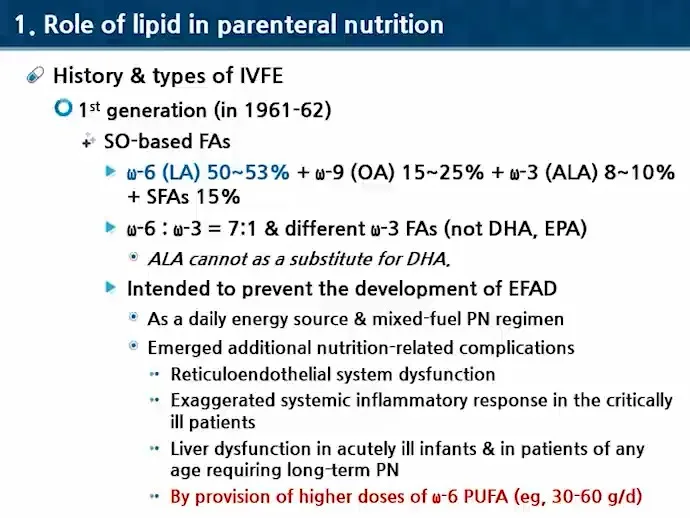 1. Role of lipid in parenteral nutrition
History & types of IVFE
1st generation (in 1961-62)
SO-based FAs
ω-6 (LA) 50~53% + ω-9 (OA) 15~25% + ω-3 (ALA) 8~10%
+ SFAs 15%
ω-6 : ω-3 = 7:1 & different ω-3 FAs (not DHA, EPA)
ALA cannot as a substitute for DHA.
Intended to prevent the development of EFAD
As a daily energy source & mixed-fuel PN regimen
Emerged additional nutrition-related complications
Reticuloendothelial system dysfunction
Exaggerated systemic inflammatory response in the critically
ill patients
Liver dysfunction in acutely ill infants & in patients of any
age requiring long-term PN
By provision of higher doses of ω-6 PUFA (eg, 30-60 g/d)